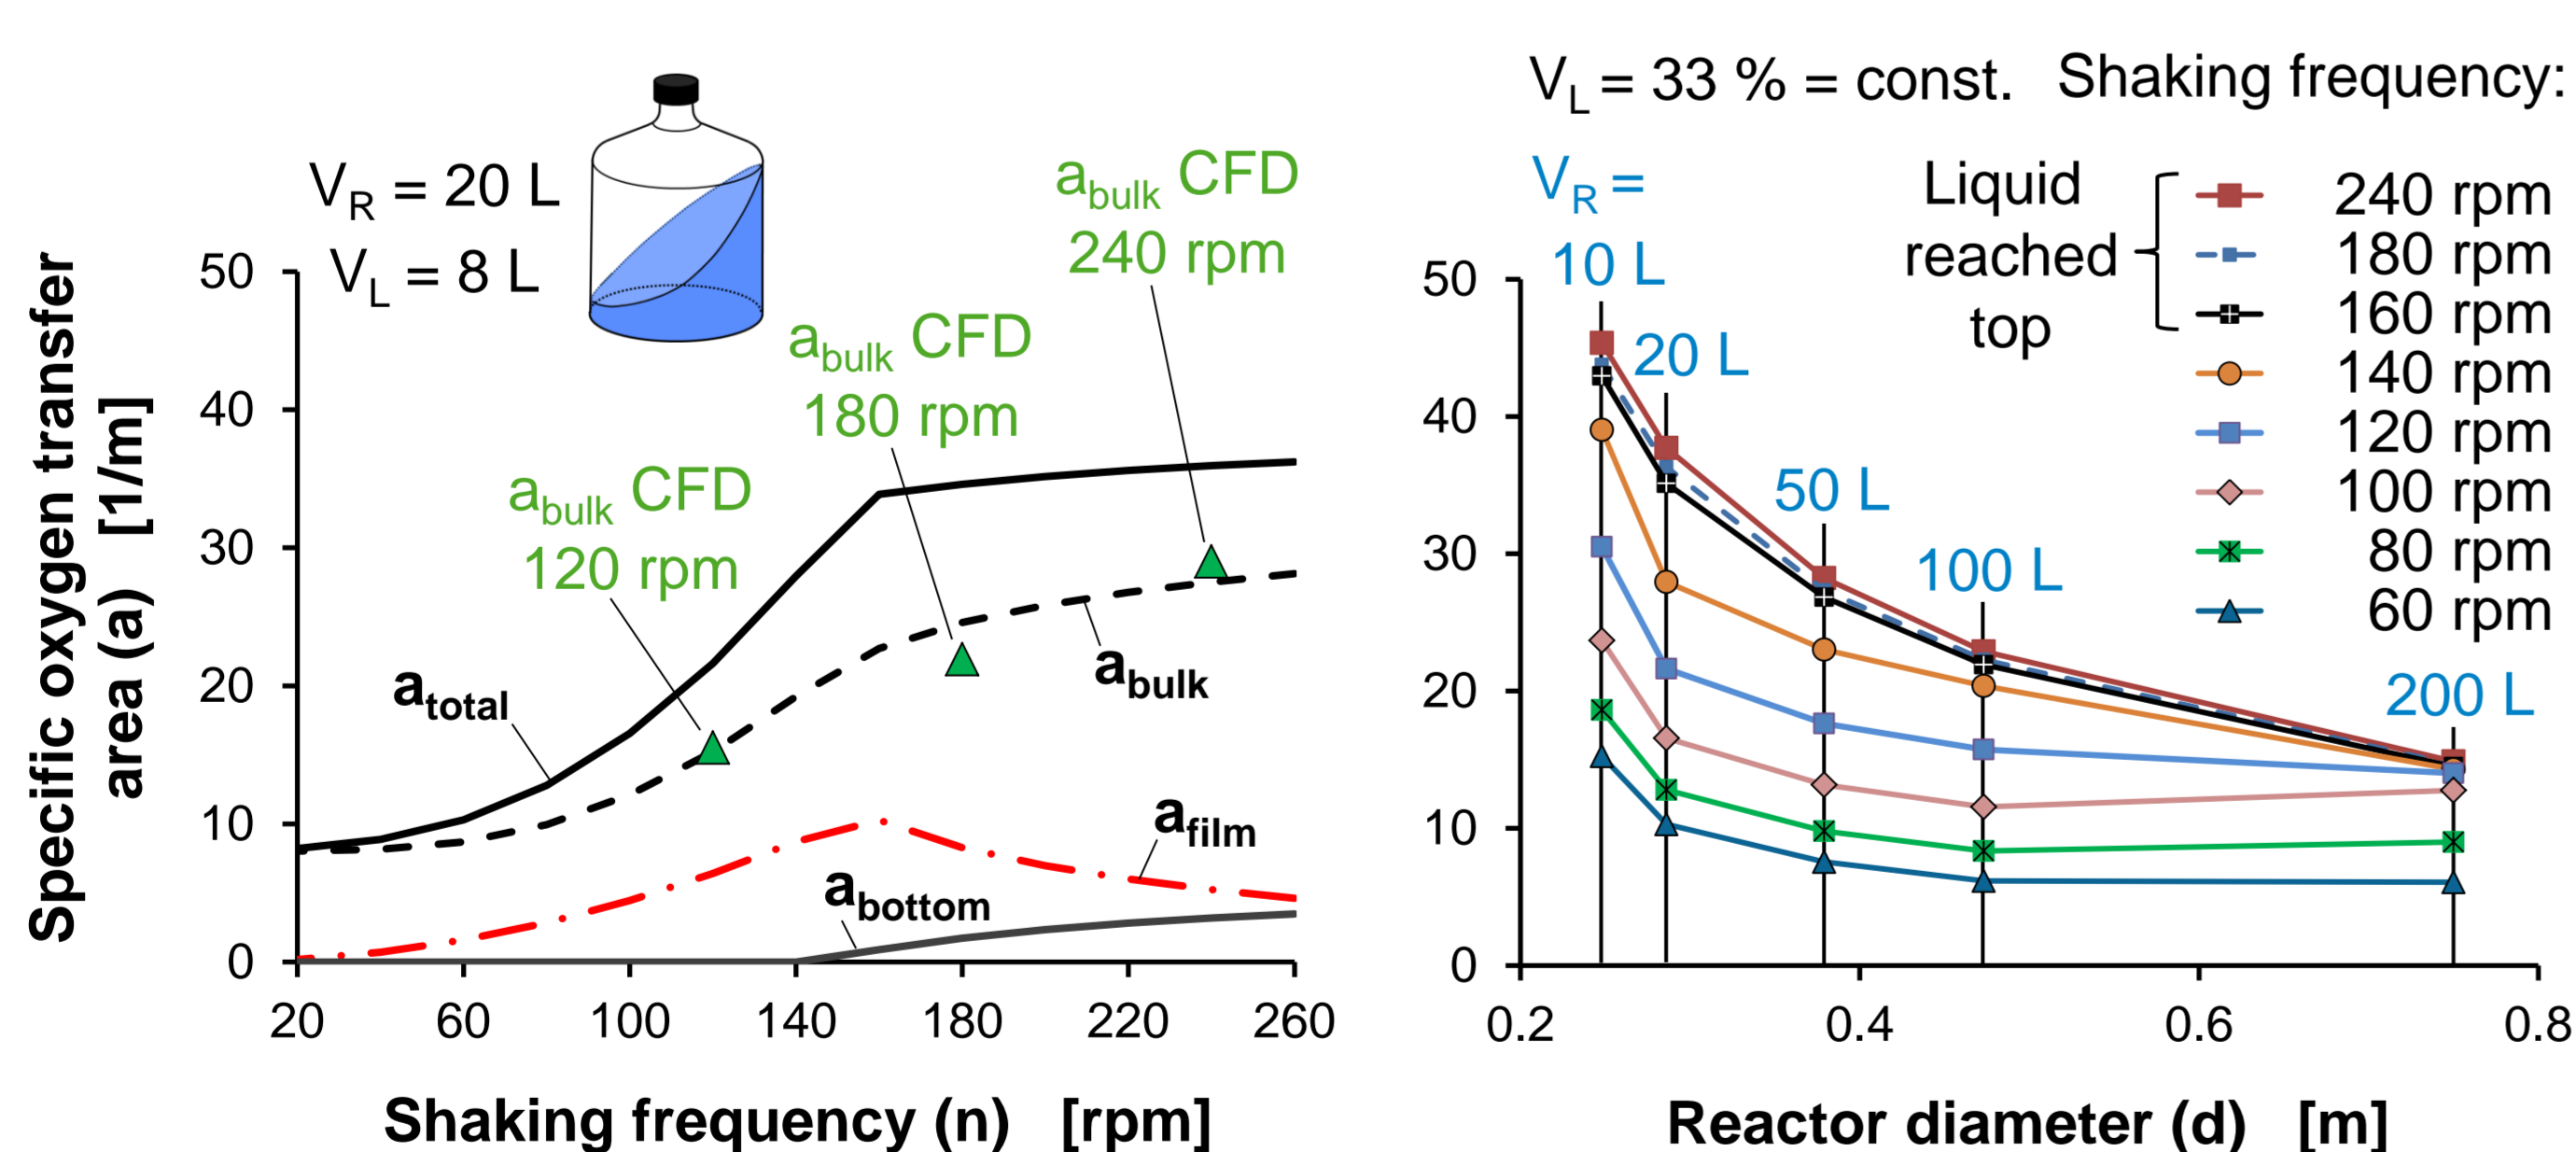 V_R = 20 L
V_L = 8 L
a_bulk CFD
240 rpm
a_bulk CFD
180 rpm
a_bulk CFD
120 rpm
a_total
a_bulk
a_film
a_bottom
Specific oxygen transfer
area (a) [1/m]
50
40
30
20
10
0
20 60 100 140 180 220 260
Shaking frequency (n) [rpm]
V_L = 33 % = const. Shaking frequency:
V_R =
10 L
20 L
50 L
100 L
200 L
Liquid
reached
top
240 rpm
180 rpm
160 rpm
140 rpm
120 rpm
100 rpm
80 rpm
60 rpm
50
40
30
20
10
0
0.2 0.4 0.6 0.8
Reactor diameter (d) [m]